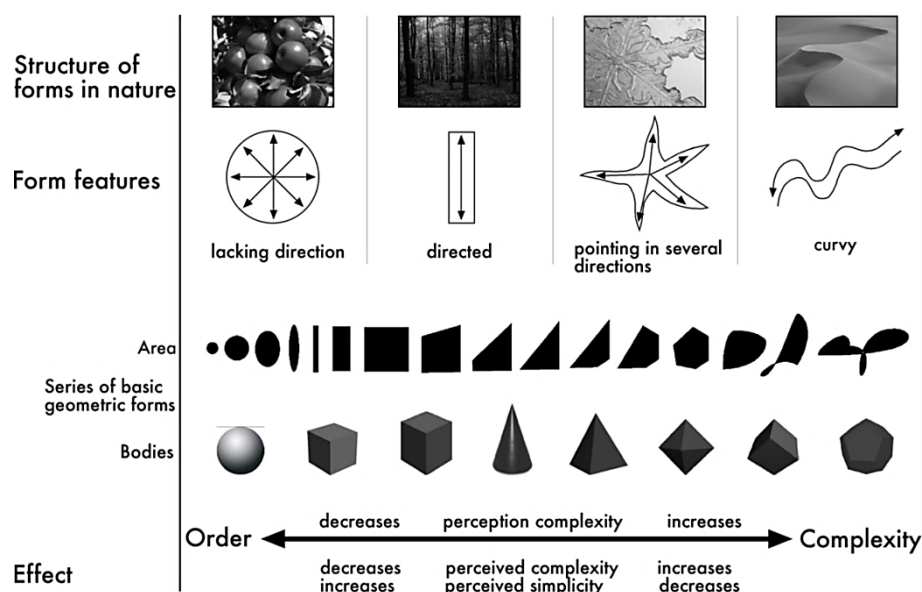 Structure of
forms in nature
Form features
lacking direction
directed
pointing in several
directions
curvy
Area
Series of basic
geometric forms
Bodies
decreases perception complexity increases
Order Complexity
Effect
decreases perceived complexity increases
increases perceived simplicity decreases